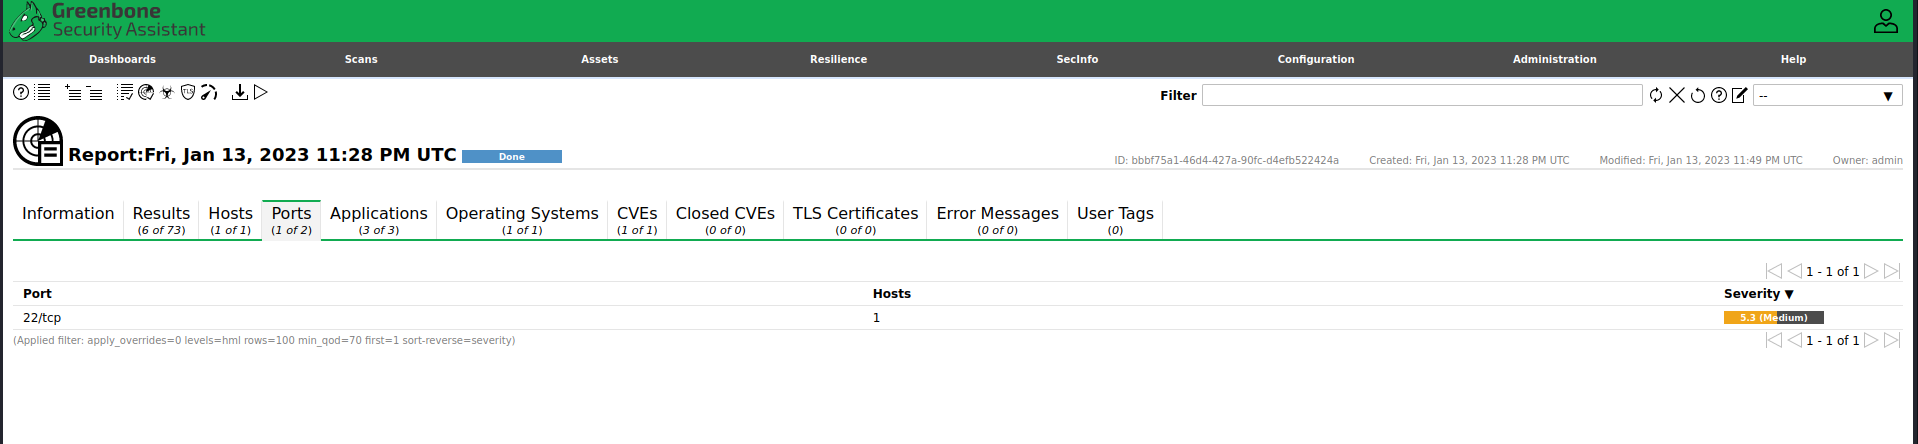 Greenbone
Security Assistant
Dashboards Scans Assets Resilience SecInfo Configuration Administration Help
Filter --
Report:Fri, Jan 13, 2023 11:28 PM UTC Done ID: bbbf75a1-46d4-427a-90fc-d4efb522424a Created: Fri, Jan 13, 2023 11:28 PM UTC Modified: Fri, Jan 13, 2023 11:49 PM UTC Owner: admin
Information Results Hosts Ports Applications Operating Systems CVEs Closed CVEs TLS Certificates Error Messages User Tags
(6 of 73) (1 of 1) (1 of 2) (3 of 3) (1 of 1) (1 of 1) (0 of 0) (0 of 0) (0 of 0) (0)
1 - 1 of 1
Port Hosts Severity ▼
22/tcp 1 5.3 (Medium)
(Applied filter: apply_overrides=0 levels=hml rows=100 min_qod=70 first=1 sort-reverse=severity) 1 - 1 of 1